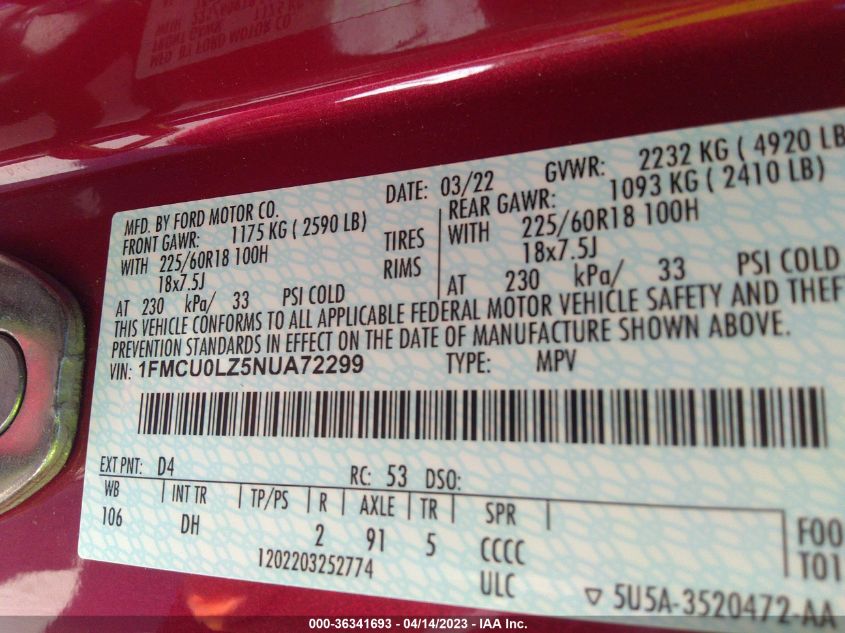 MFD. BY FORD MOTOR CO.
DATE: 03/22
GVWR: 2232 KG ( 4920 LB
FRONT GAWR: 1175 KG ( 2590 LB)
REAR GAWR: 1093 KG ( 2410 LB)
WITH 225/60R18 100H TIRES WITH 225/60R18 100H
18x7.5J RIMS 18x7.5J
AT 230 kPa/ 33 PSI COLD AT 230 kPa/ 33 PSI COLD
THIS VEHICLE CONFORMS TO ALL APPLICABLE FEDERAL MOTOR VEHICLE SAFETY AND THEF
PREVENTION STANDARDS IN EFFECT ON THE DATE OF MANUFACTURE SHOWN ABOVE.
VIN: 1FMCU0LZ5NUA72299 TYPE: MPV
EXT PNT: D4 RC: 53 DSO:
WB INT TR TP/PS R AXLE TR SPR
106 DH 2 91 5 CCCC
F00
T01
1202203252774
ULC
5U5A-3520472-AA
000-36341693 - 04/14/2023 - IAA Inc.